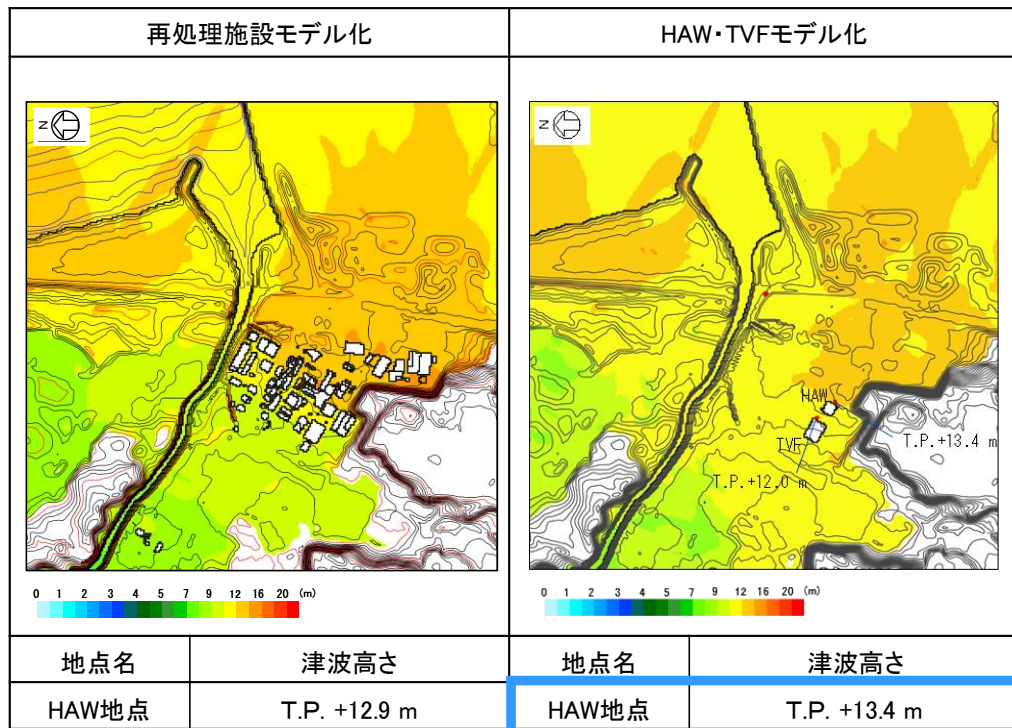 再処理施設モデル化
HAW・TVFモデル化
N
N
HAW
TVF
T.P.+13.4 m
T.P.+12.0 m
0 1 2 3 4 5 7 9 12 16 20 (m)
0 1 2 3 4 5 7 9 12 16 20 (m)
地点名 津波高さ 地点名 津波高さ
HAW地点 T.P. +12.9 m HAW地点 T.P. +13.4 m